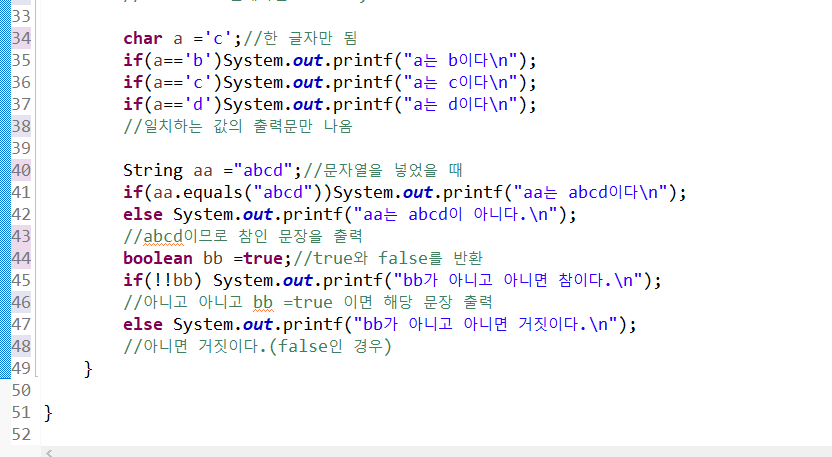 33
34 char a ='c';//한 글자만 됨
35 if(a=='b')System.out.printf("a는 b이다\n");
36 if(a=='c')System.out.printf("a는 c이다\n");
37 if(a=='d')System.out.printf("a는 d이다\n");
38 //일치하는 값의 출력문만 나옴
39
40 String aa ="abcd";//문자열을 넣었을 때
41 if(aa.equals("abcd"))System.out.printf("aa는 abcd이다\n");
42 else System.out.printf("aa는 abcd이 아니다.\n");
43 //abcd이므로 참인 문장을 출력
44 boolean bb =true;//true와 false를 반환
45 if(!!bb) System.out.printf("bb가 아니고 아니면 참이다.\n");
46 //아니고 아니고 bb =true 이면 해당 문장 출력
47 else System.out.printf("bb가 아니고 아니면 거짓이다.\n");
48 //아니면 거짓이다.(false인 경우)
49 }
50
51 }
52